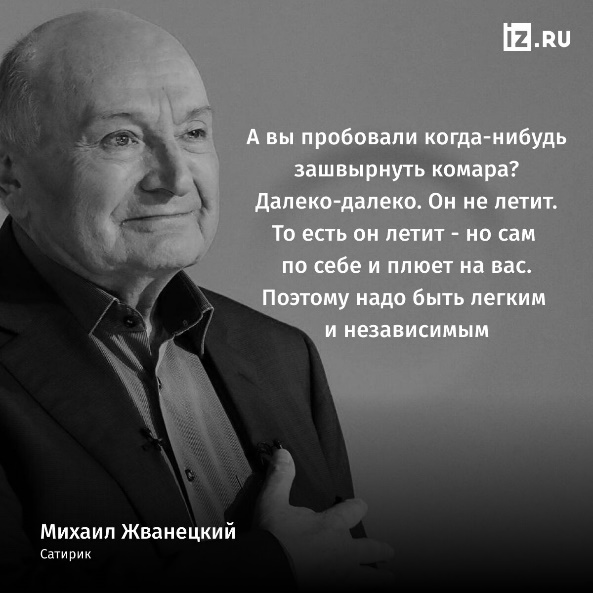 iz.RU
А вы пробовали когда-нибудь
зашвырнуть комара?
Далеко-далеко. Он не летит.
То есть он летит - но сам
по себе и плюет на вас.
Поэтому надо быть легким
и независимым
Михаил Жванецкий
Сатирик